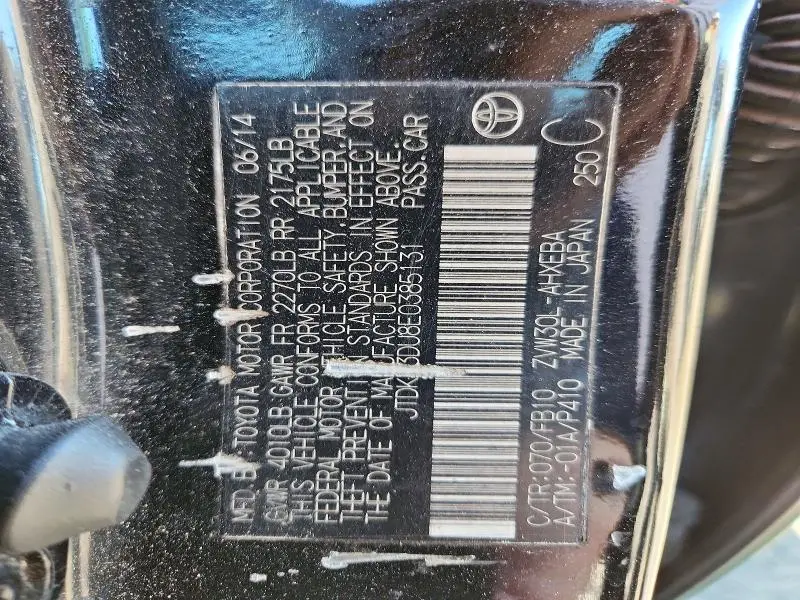 MFD. BY TOYOTA MOTOR CORPORATION 06/14
GVWR 4010LB GAWR FR 2270LB RR 2175LB
THIS VEHICLE CONFORMS TO ALL APPLICABLE
FEDERAL MOTOR VEHICLE SAFETY, BUMPER, AND
THEFT PREVENTION STANDARDS IN EFFECT ON
THE DATE OF MANUFACTURE SHOWN ABOVE.
PASS. CAR
C/TR:070/FB10 ZVW30L-AHXEBA
A/TM:-01A/P410 MADE IN JAPAN 250 C